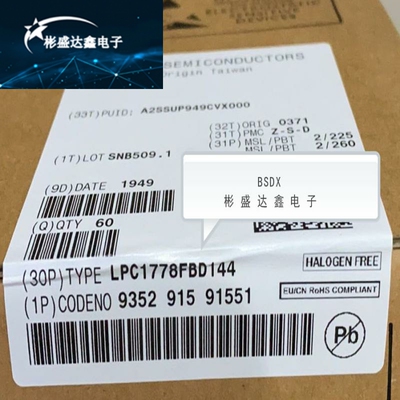 彬盛达鑫电子
SEMICONDUCTORS
Origin Taiwan
(33T) PUID: A2SSUP949CVX000
(32T) ORIG 0371
(31T) PMC Z-S-D
(31P) MSL/PBT 2/225
MSL/PBT 2/260
(1T) LOT SNB509.1
(9D) DATE 1949
BSDX
彬盛达鑫电子
(Q) QTY 60
(30P) TYPE LPC1778FBD144
HALOGEN FREE
(1P) CODENO 9352 915 91551
EU/CN RoHS COMPLIANT
Pb